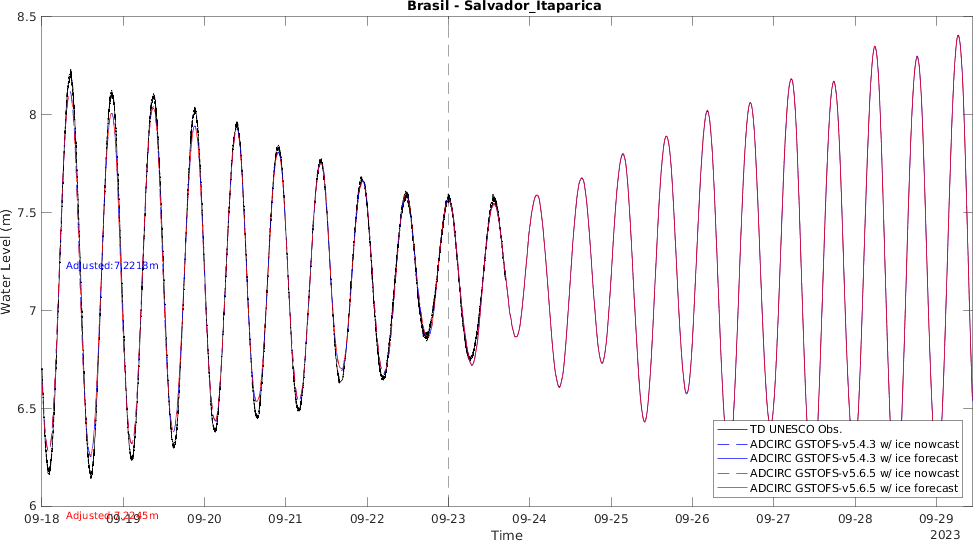 Brasil - Salvador_Itaparica
8.5
8
7.5
7
6.5
6
Water Level (m)
Adjusted:7.2213m
Adjusted:7.2245m
TD UNESCO Obs.
ADCIRC GSTOFS-v5.4.3 w/ ice nowcast
ADCIRC GSTOFS-v5.4.3 w/ ice forecast
ADCIRC GSTOFS-v5.6.5 w/ ice nowcast
ADCIRC GSTOFS-v5.6.5 w/ ice forecast
09-18 09-19 09-20 09-21 09-22 09-23 09-24 09-25 09-26 09-27 09-28 09-29
Time
2023